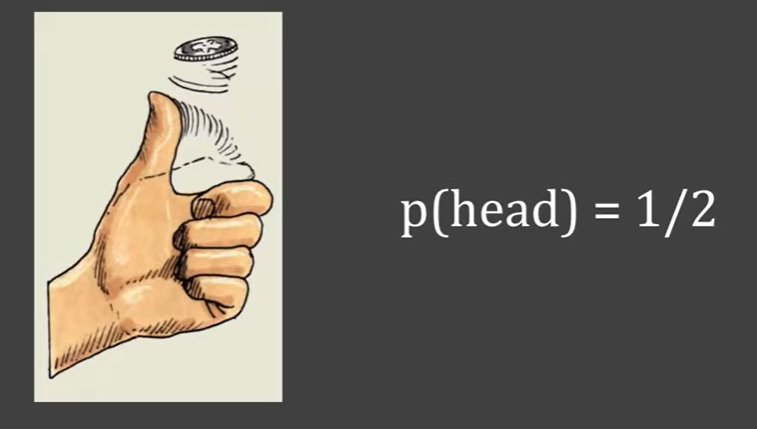 p(head) = 1/2